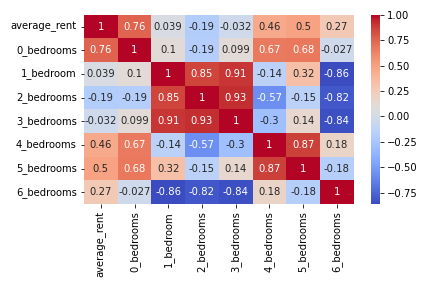 average_rent 1 0.76 0.039 -0.19 -0.032 0.46 0.5 0.27
0_bedrooms 0.76 1 0.1 -0.19 0.099 0.67 0.68 -0.027
1_bedroom 0.039 0.1 1 0.85 0.91 -0.14 0.32 -0.86
2_bedrooms -0.19 -0.19 0.85 1 0.93 -0.57 -0.15 -0.82
3_bedrooms -0.032 0.099 0.91 0.93 1 -0.3 0.14 -0.84
4_bedrooms 0.46 0.67 -0.14 -0.57 -0.3 1 0.87 0.18
5_bedrooms 0.5 0.68 0.32 -0.15 0.14 0.87 1 -0.18
6_bedrooms 0.27 -0.027 -0.86 -0.82 -0.84 0.18 -0.18 1
average_rent
0_bedrooms
1_bedroom
2_bedrooms
3_bedrooms
4_bedrooms
5_bedrooms
6_bedrooms
1.00
0.75
0.50
0.25
0.00
−0.25
−0.50
−0.75